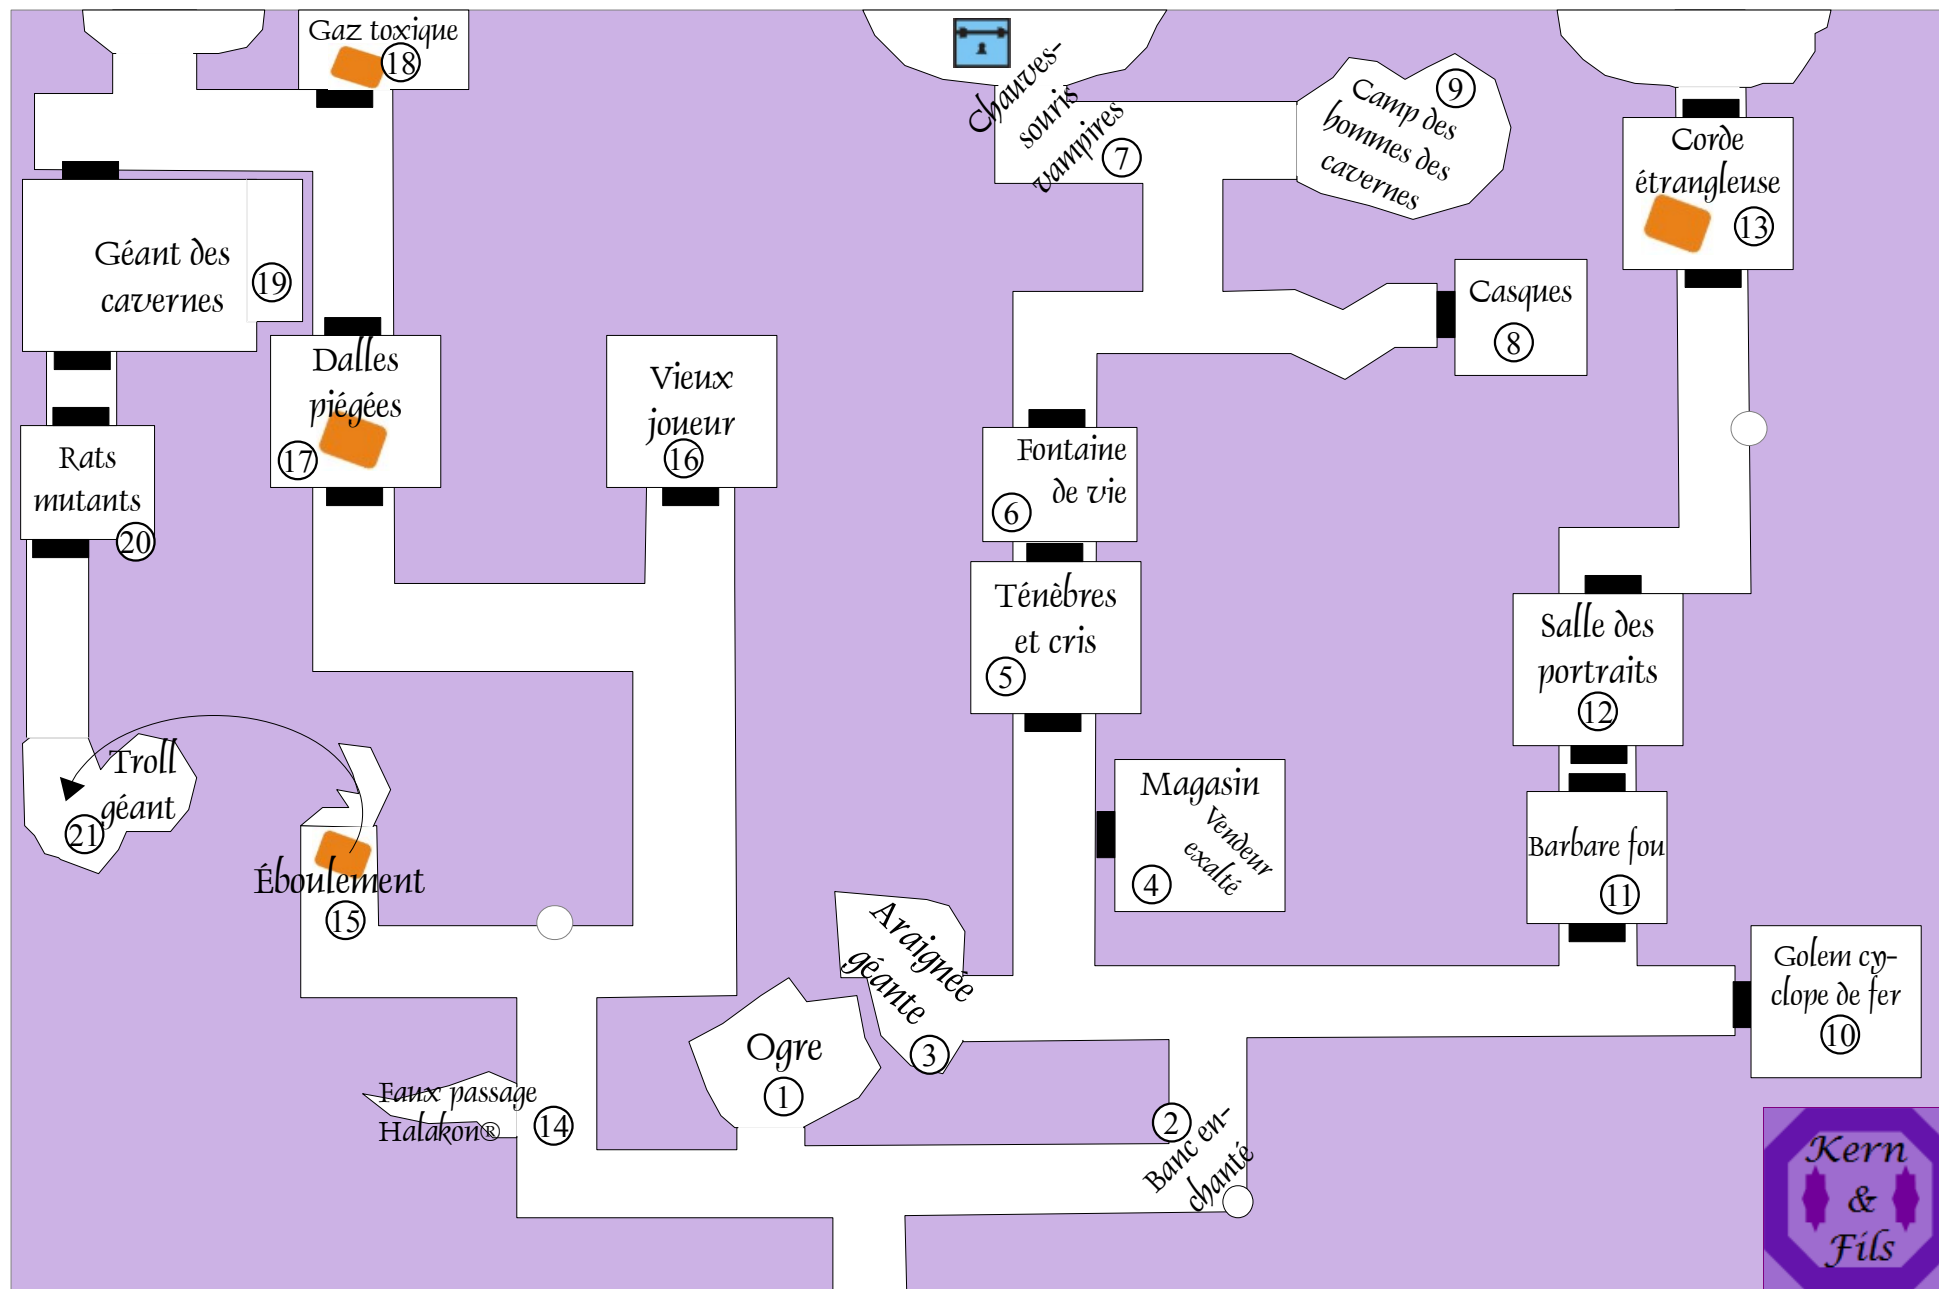 Gaz toxique
18
Chauves-
souris
vampires
7
Camp des
hommes des
cavernes
9
Corde
étrangleuse
13
Géant des
cavernes
19
Casques
8
Dalles
piégées
17
Vieux
joueur
16
Fontaine
de vie
6
Rats
mutants
20
Ténèbres
et cris
5
Salle des
portraits
12
Troll
géant
21
Magasin
Vendeur
exalté
4
Barbare fou
11
Éboulement
15
Araignée
géante
3
Golem cy-
clope de fer
10
Ogre
1
Faux passage
Halakon®
14
2
Banc en-
chanté
Kern
&
Fils